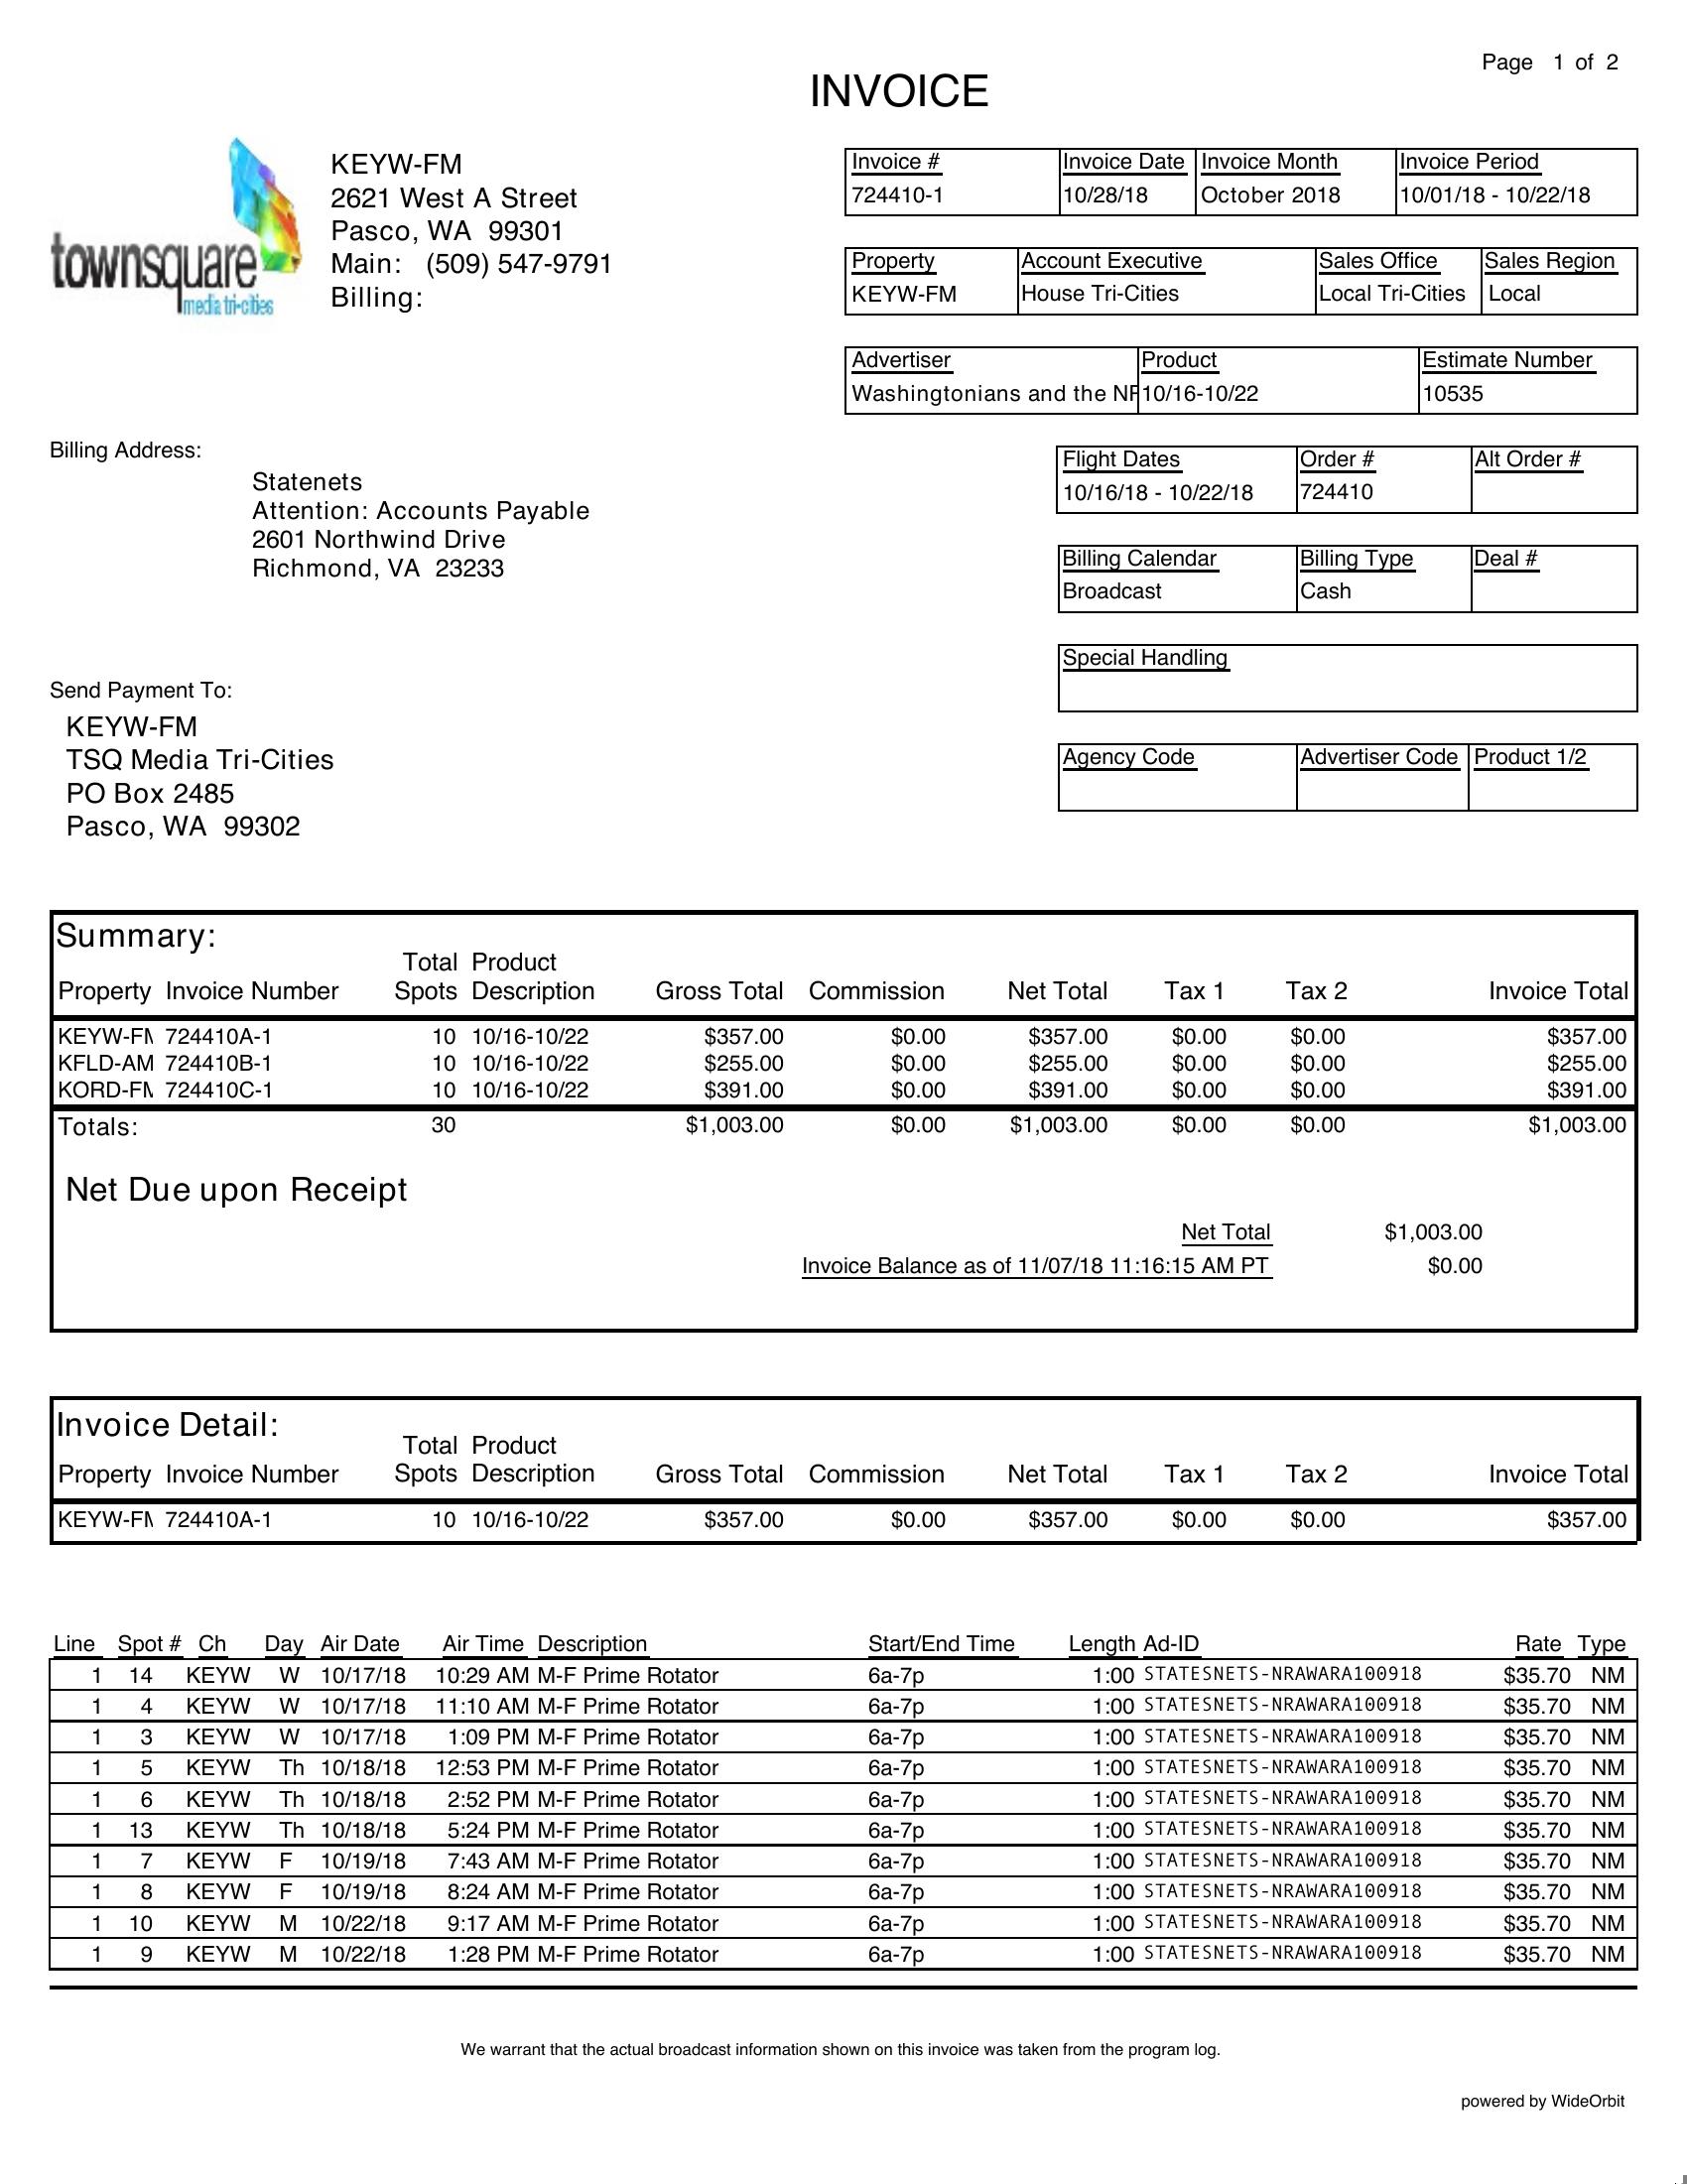 Page 1 of 2
INVOICE
townsquare
media tri-cities
KEYW-FM
2621 West A Street
Pasco, WA 99301
Main: (509) 547-9791
Billing:
Invoice # Invoice Date Invoice Month Invoice Period
724410-1 10/28/18 October 2018 10/01/18 - 10/22/18
Property Account Executive Sales Office Sales Region
KEYW-FM House Tri-Cities Local Tri-Cities Local
Advertiser Product Estimate Number
Washingtonians and the NR 10/16-10/22 10535
Flight Dates Order # Alt Order #
10/16/18 - 10/22/18 724410
Billing Calendar Billing Type Deal #
Broadcast Cash
Special Handling
Agency Code Advertiser Code Product 1/2
Billing Address:
Statenets
Attention: Accounts Payable
2601 Northwind Drive
Richmond, VA 23233
Send Payment To:
KEYW-FM
TSQ Media Tri-Cities
PO Box 2485
Pasco, WA 99302
Summary:
Total Product
Property Invoice Number Spots Description Gross Total Commission Net Total Tax 1 Tax 2 Invoice Total
KEYW-FM 724410A-1 10 10/16-10/22 $357.00 $0.00 $357.00 $0.00 $0.00 $357.00
KFLD-AM 724410B-1 10 10/16-10/22 $255.00 $0.00 $255.00 $0.00 $0.00 $255.00
KORD-FM 724410C-1 10 10/16-10/22 $391.00 $0.00 $391.00 $0.00 $0.00 $391.00
Totals: 30 $1,003.00 $0.00 $1,003.00 $0.00 $0.00 $1,003.00
Net Due upon Receipt
Net Total $1,003.00
Invoice Balance as of 11/07/18 11:16:15 AM PT $0.00
Invoice Detail:
Total Product
Property Invoice Number Spots Description Gross Total Commission Net Total Tax 1 Tax 2 Invoice Total
KEYW-FM 724410A-1 10 10/16-10/22 $357.00 $0.00 $357.00 $0.00 $0.00 $357.00
Line Spot # Ch Day Air Date Air Time Description Start/End Time Length Ad-ID Rate Type
1 14 KEYW W 10/17/18 10:29 AM M-F Prime Rotator 6a-7p 1:00 STATESNETS-NRAWARA100918 $35.70 NM
1 4 KEYW W 10/17/18 11:10 AM M-F Prime Rotator 6a-7p 1:00 STATESNETS-NRAWARA100918 $35.70 NM
1 3 KEYW W 10/17/18 1:09 PM M-F Prime Rotator 6a-7p 1:00 STATESNETS-NRAWARA100918 $35.70 NM
1 5 KEYW Th 10/18/18 12:53 PM M-F Prime Rotator 6a-7p 1:00 STATESNETS-NRAWARA100918 $35.70 NM
1 6 KEYW Th 10/18/18 2:52 PM M-F Prime Rotator 6a-7p 1:00 STATESNETS-NRAWARA100918 $35.70 NM
1 13 KEYW Th 10/18/18 5:24 PM M-F Prime Rotator 6a-7p 1:00 STATESNETS-NRAWARA100918 $35.70 NM
1 7 KEYW F 10/19/18 7:43 AM M-F Prime Rotator 6a-7p 1:00 STATESNETS-NRAWARA100918 $35.70 NM
1 8 KEYW F 10/19/18 8:24 AM M-F Prime Rotator 6a-7p 1:00 STATESNETS-NRAWARA100918 $35.70 NM
1 10 KEYW M 10/22/18 9:17 AM M-F Prime Rotator 6a-7p 1:00 STATESNETS-NRAWARA100918 $35.70 NM
1 9 KEYW M 10/22/18 1:28 PM M-F Prime Rotator 6a-7p 1:00 STATESNETS-NRAWARA100918 $35.70 NM
We warrant that the actual broadcast information shown on this invoice was taken from the program log.
powered by WideOrbit